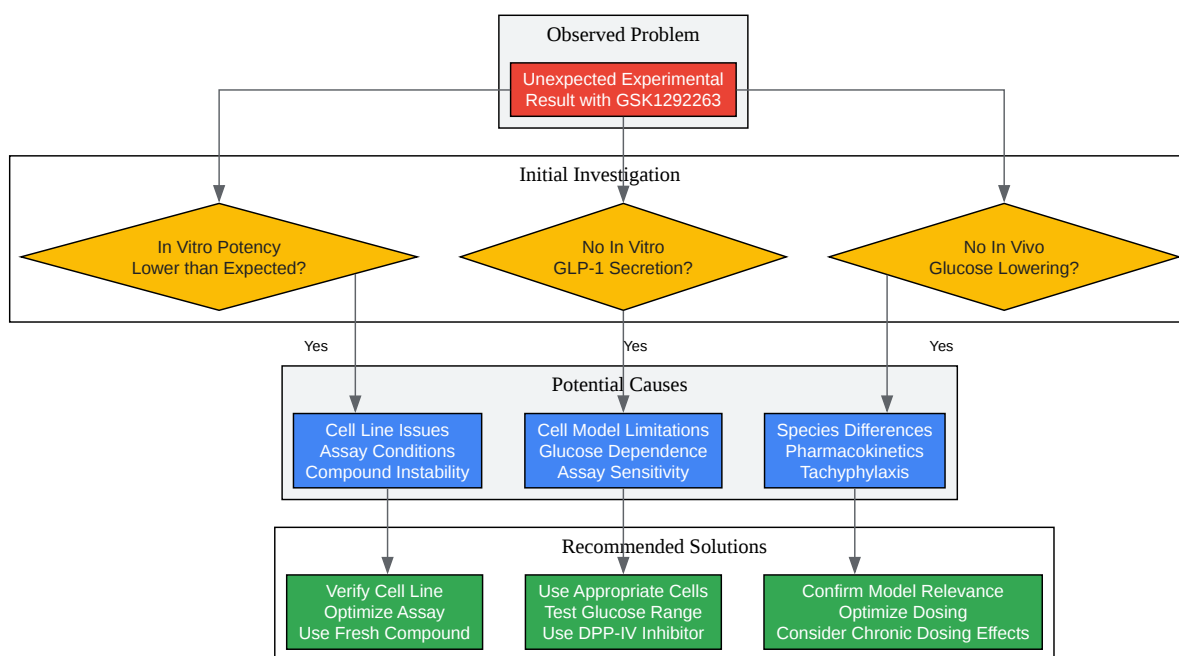 Observed Problem
Unexpected Experimental
Result with GSK1292263
Initial Investigation
In Vitro Potency
Lower than Expected?
No In Vitro
GLP-1 Secretion?
No In Vivo
Glucose Lowering?
Yes
Yes
Yes
Potential Causes
Cell Line Issues
Assay Conditions
Compound Instability
Cell Model Limitations
Glucose Dependence
Assay Sensitivity
Species Differences
Pharmacokinetics
Tachyphylaxis
Recommended Solutions
Verify Cell Line
Optimize Assay
Use Fresh Compound
Use Appropriate Cells
Test Glucose Range
Use DPP-IV Inhibitor
Confirm Model Relevance
Optimize Dosing
Consider Chronic Dosing Effects